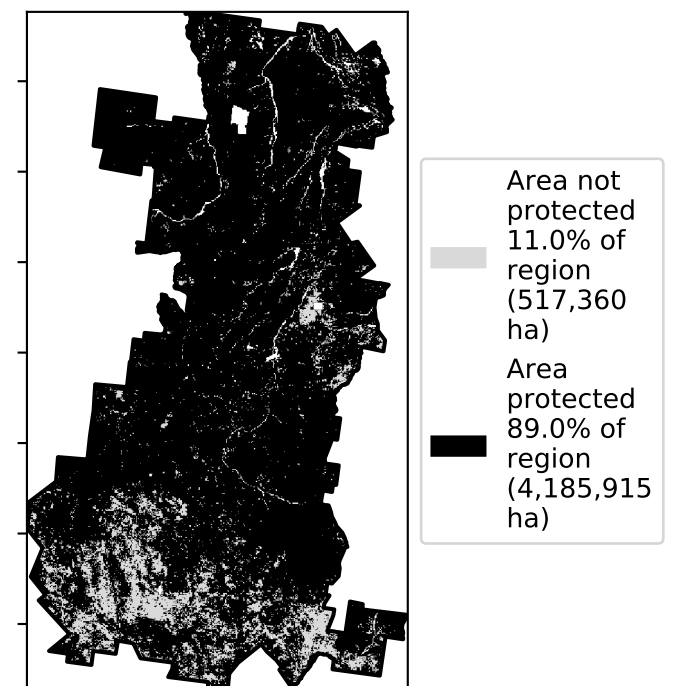 Area not
protected
11.0% of
region
(517,360
ha)
Area
protected
89.0% of
region
(4,185,915
ha)